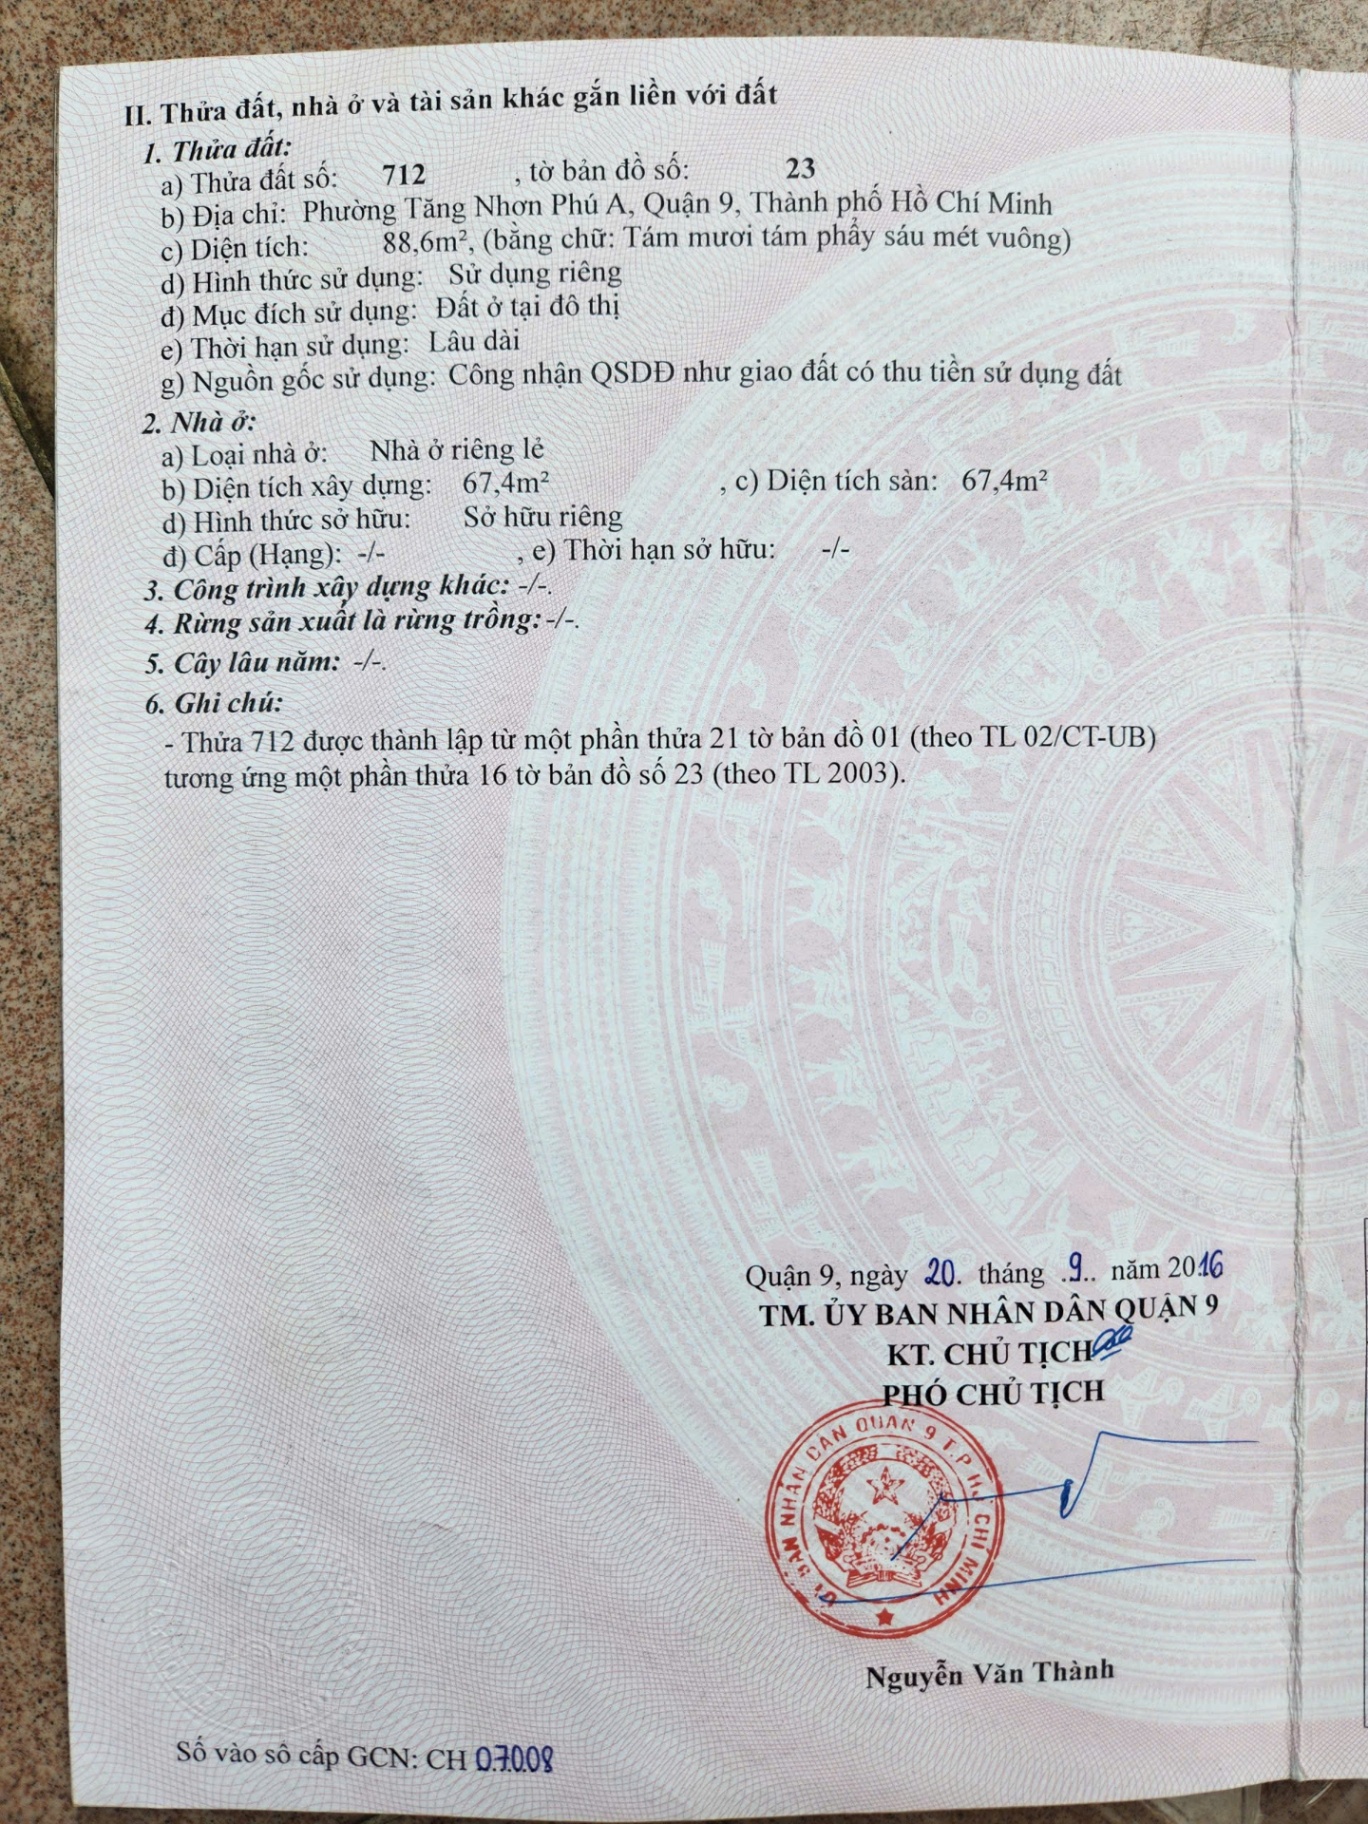 II. Thửa đất, nhà ở và tài sản khác gắn liền với đất
1. Thửa đất:
a) Thửa đất số: 712 , tờ bản đồ số: 23
b) Địa chỉ: Phường Tăng Nhơn Phú A, Quận 9, Thành phố Hồ Chí Minh
c) Diện tích: 88,6m², (bằng chữ: Tám mươi tám phẩy sáu mét vuông)
d) Hình thức sử dụng: Sử dụng riêng
đ) Mục đích sử dụng: Đất ở tại đô thị
e) Thời hạn sử dụng: Lâu dài
g) Nguồn gốc sử dụng: Công nhận QSDĐ như giao đất có thu tiền sử dụng đất
2. Nhà ở:
a) Loại nhà ở: Nhà ở riêng lẻ
b) Diện tích xây dựng: 67,4m² , c) Diện tích sàn: 67,4m²
d) Hình thức sở hữu: Sở hữu riêng
đ) Cấp (Hạng): -/- , e) Thời hạn sở hữu: -/-
3. Công trình xây dựng khác: -/-.
4. Rừng sản xuất là rừng trồng: -/-.
5. Cây lâu năm: -/-.
6. Ghi chú:
- Thửa 712 được thành lập từ một phần thửa 21 tờ bản đồ 01 (theo TL 02/CT-UB)
tương ứng một phần thửa 16 tờ bản đồ số 23 (theo TL 2003).
Quận 9, ngày 20. tháng .9.. năm 2016
TM. ỦY BAN NHÂN DÂN QUẬN 9
KT. CHỦ TỊCH
PHÓ CHỦ TỊCH
ỦY BAN NHÂN DÂN QUẬN 9 T.P HỒ CHÍ MINH
Nguyễn Văn Thành
Số vào sổ cấp GCN: CH 07008